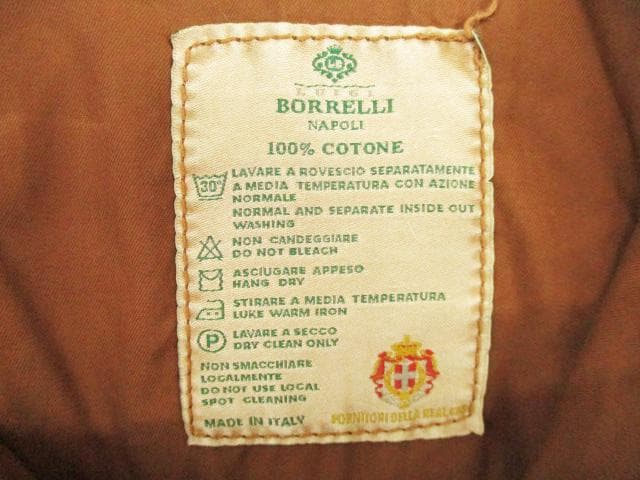 LB
LUIGI
BORRELLI
NAPOLI
100% COTONE
30°
LAVARE A ROVESCIO SEPARATAMENTE
A MEDIA TEMPERATURA CON AZIONE
NORMALE
NORMAL AND SEPARATE INSIDE OUT
WASHING
NON CANDEGGIARE
DO NOT BLEACH
ASCIUGARE APPESO
HANG DRY
STIRARE A MEDIA TEMPERATURA
LUKE WARM IRON
P
LAVARE A SECCO
DRY CLEAN ONLY
NON SMACCHIARE
LOCALMENTE
DO NOT USE LOCAL
SPOT CLEANING
MADE IN ITALY
FORNITORI DELLA REAL